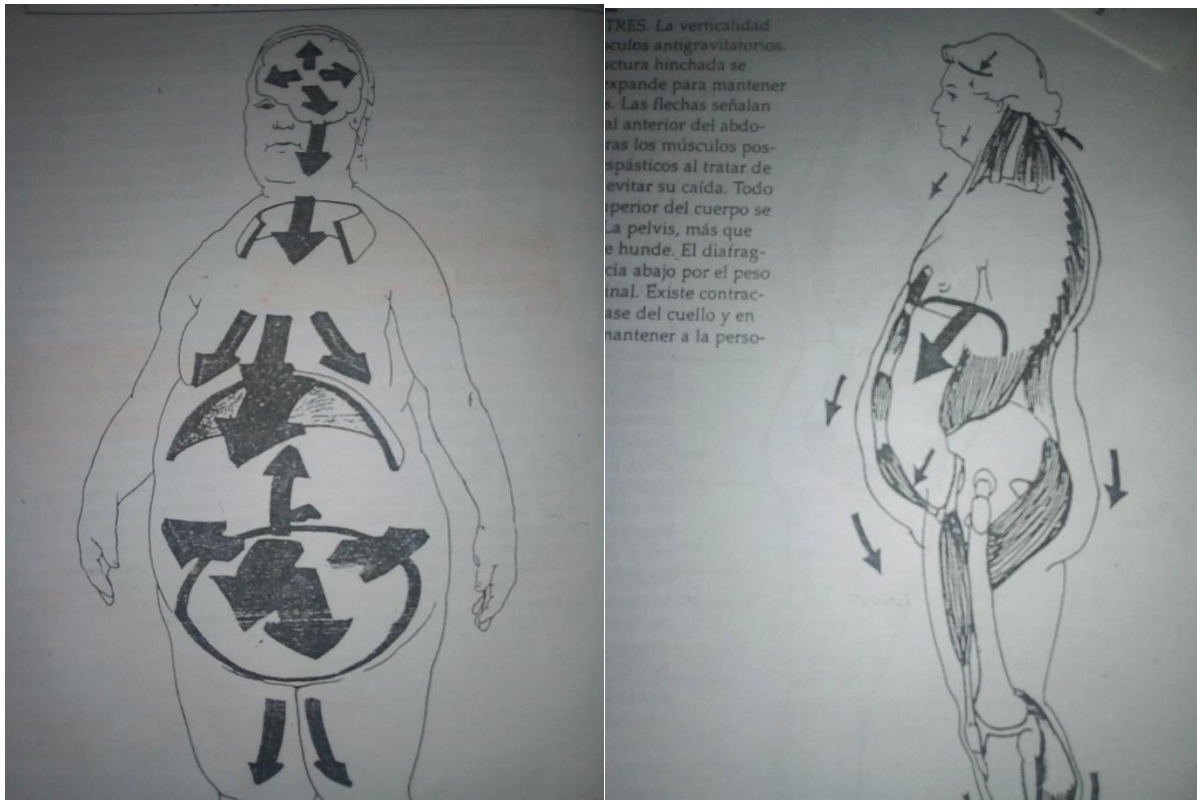 TRES. La verticalidad
sculos antigravitatorios.
ctura hinchada se
expande para mantener
s. Las flechas señalan
al anterior del abdo-
ras los músculos pos-
spásticos al tratar de
evitar su caída. Todo
uperior del cuerpo se
La pelvis, más que
e hunde. El diafrag-
cia abajo por el peso
inal. Existe contrac-
ase del cuello y en
mantener a la perso-